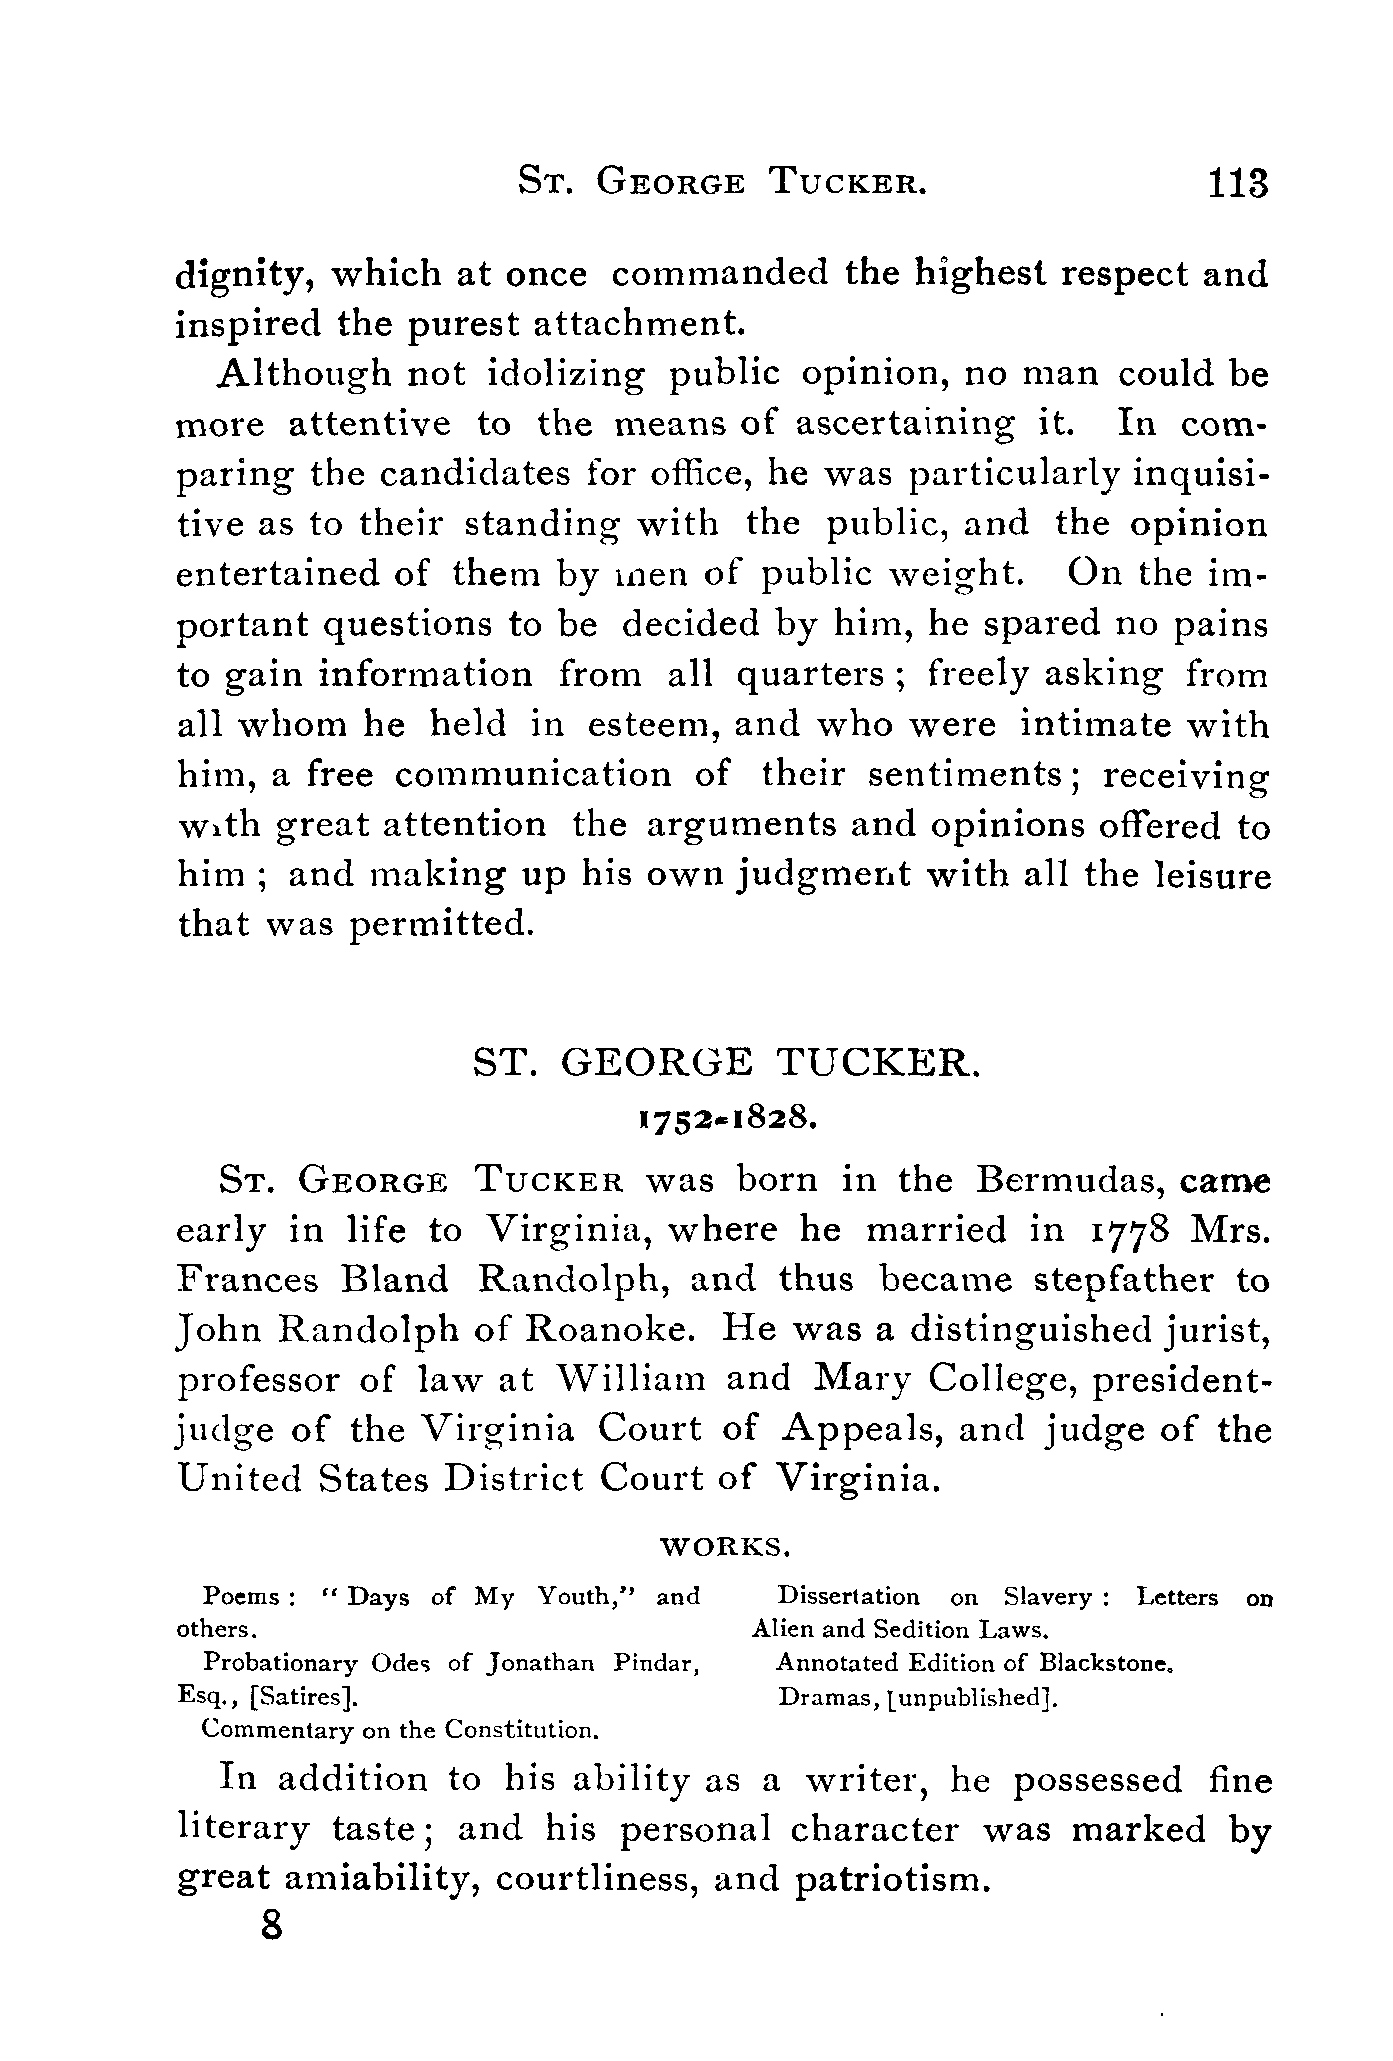 ST. GEORGE TUCKER. 113
dignity, which at once commanded the highest respect and
inspired the purest attachment.
Although not idolizing public opinion, no man could be
more attentive to the means of ascertaining it. In com-
paring the candidates for office, he was particularly inquisi-
tive as to their standing with the public, and the opinion
entertained of them by men of public weight. On the im-
portant questions to be decided by him, he spared no pains
to gain information from all quarters ; freely asking from
all whom he held in esteem, and who were intimate with
him, a free communication of their sentiments; receiving
with great attention the arguments and opinions offered to
him ; and making up his own judgment with all the leisure
that was permitted.
ST. GEORGE TUCKER.
1752-1828.
ST. GEORGE TUCKER was born in the Bermudas, came
early in life to Virginia, where he married in 1778 Mrs.
Frances Bland Randolph, and thus became stepfather to
John Randolph of Roanoke. He was a distinguished jurist,
professor of law at William and Mary College, president-
judge of the Virginia Court of Appeals, and judge of the
United States District Court of Virginia.
WORKS.
Poems : “ Days of My Youth,” and
others.
Probationary Odes of Jonathan Pindar,
Esq., [Satires].
Commentary on the Constitution.
Dissertation on Slavery : Letters on
Alien and Sedition Laws.
Annotated Edition of Blackstone.
Dramas, [unpublished].
In addition to his ability as a writer, he possessed fine
literary taste; and his personal character was marked by
great amiability, courtliness, and patriotism.
8